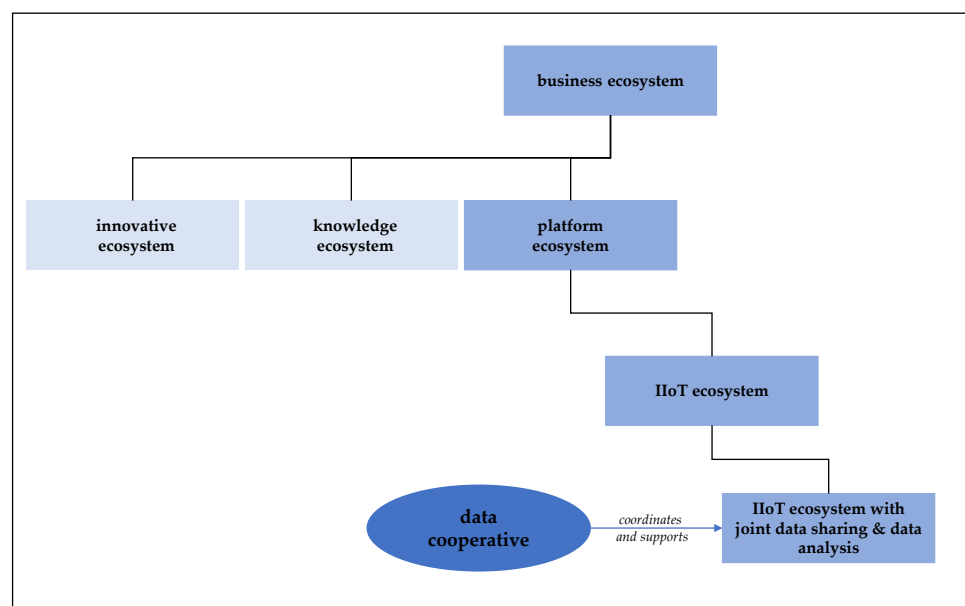 business ecosystem
innovative
ecosystem
knowledge
ecosystem
platform
ecosystem
IIoT ecosystem
data
cooperative
coordinates
and supports
IIoT ecosystem with
joint data sharing & data
analysis